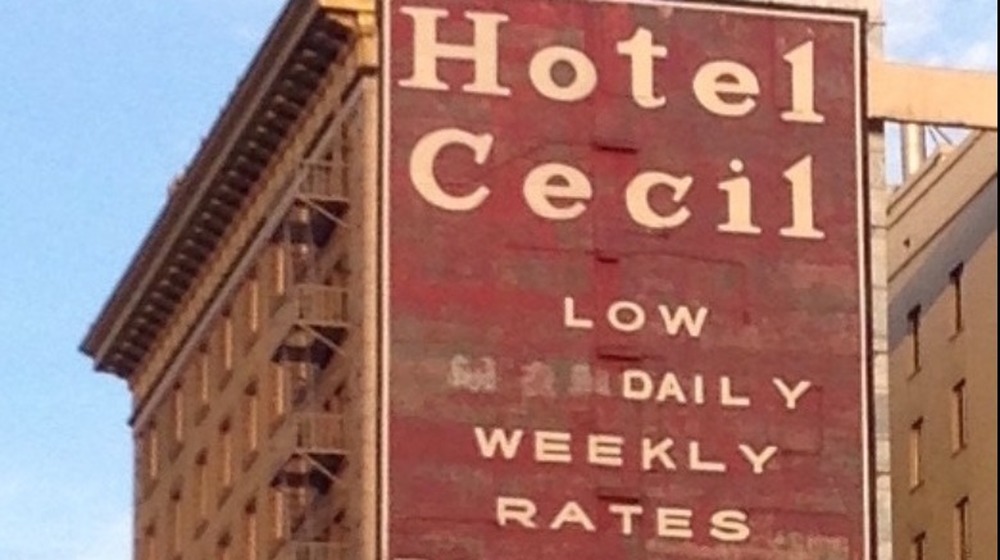 Hotel
Cecil
LOW
DAILY
WEEKLY
RATES